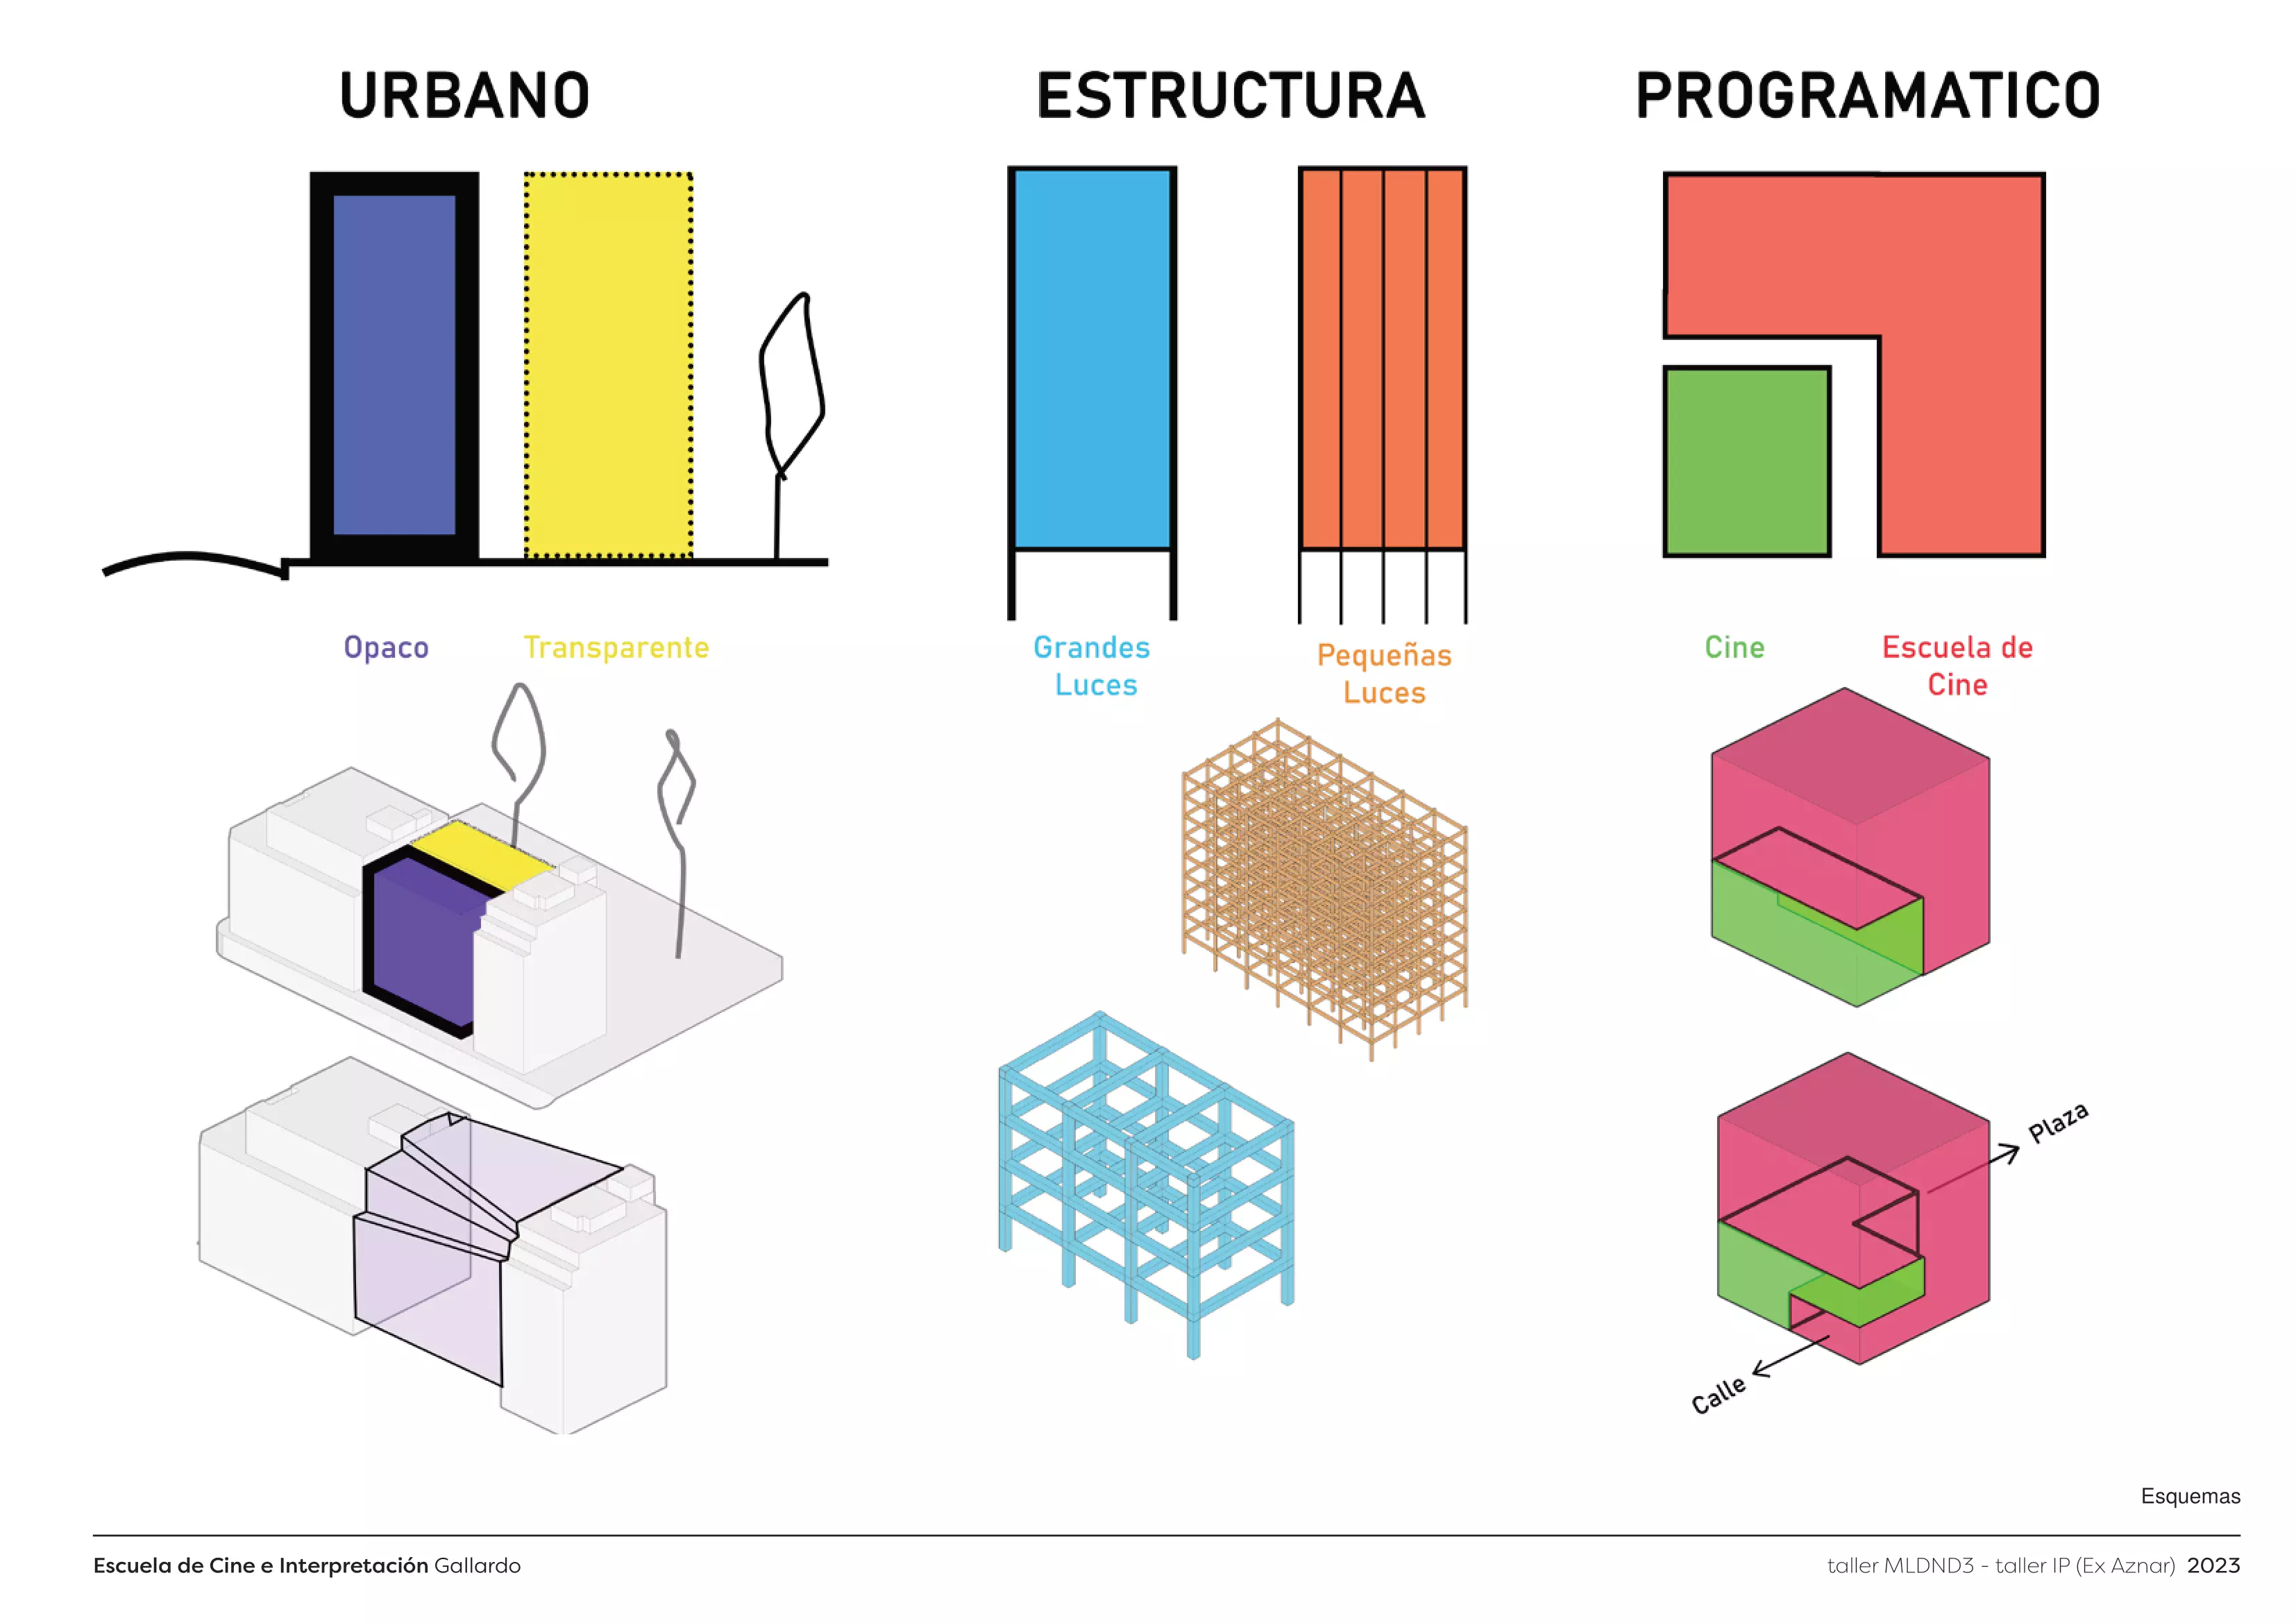 URBANO
ESTRUCTURA
PROGRAMATICO
Opaco
Transparente
Grandes
Luces
Pequeñas
Luces
Cine
Escuela de
Cine
Plaza
Calle
Esquemas
Escuela de Cine e Interpretación Gallardo
taller MLDND3 - taller IP (Ex Aznar) 2023